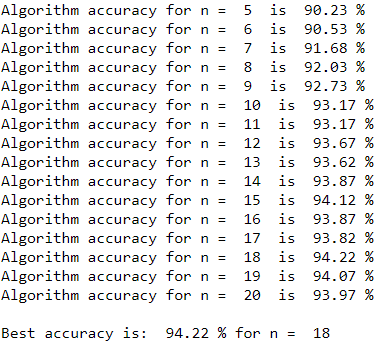 Algorithm accuracy for n =  5  is  90.23 %
Algorithm accuracy for n =  6  is  90.53 %
Algorithm accuracy for n =  7  is  91.68 %
Algorithm accuracy for n =  8  is  92.03 %
Algorithm accuracy for n =  9  is  92.73 %
Algorithm accuracy for n =  10  is  93.17 %
Algorithm accuracy for n =  11  is  93.17 %
Algorithm accuracy for n =  12  is  93.67 %
Algorithm accuracy for n =  13  is  93.62 %
Algorithm accuracy for n =  14  is  93.87 %
Algorithm accuracy for n =  15  is  94.12 %
Algorithm accuracy for n =  16  is  93.87 %
Algorithm accuracy for n =  17  is  93.82 %
Algorithm accuracy for n =  18  is  94.22 %
Algorithm accuracy for n =  19  is  94.07 %
Algorithm accuracy for n =  20  is  93.97 %
Best accuracy is:  94.22 % for n =  18